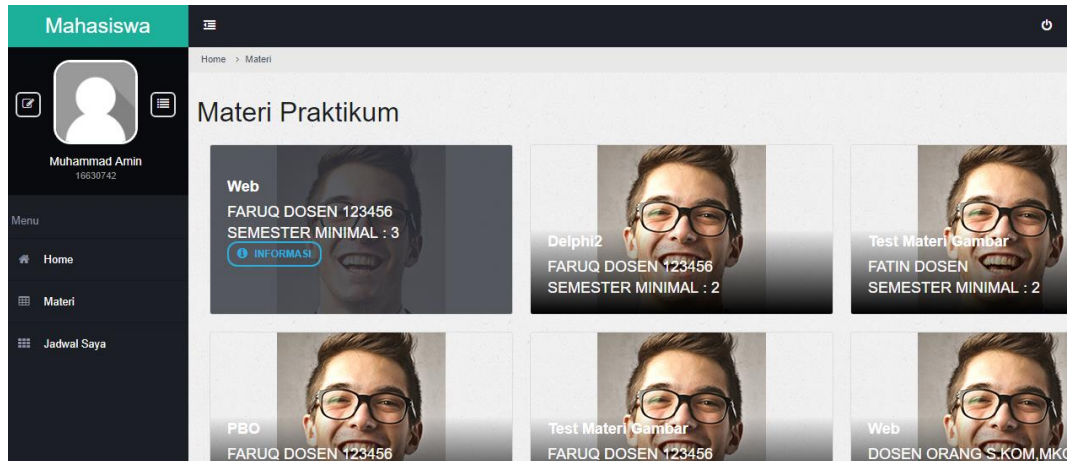 Mahasiswa
Home > Materi
Muhammad Amin
16630742
Menu
Home
Materi
Jadwal Saya
Materi Praktikum
Web
FARUQ DOSEN 123456
SEMESTER MINIMAL : 3
INFORMASI
Delphi2
FARUQ DOSEN 123456
SEMESTER MINIMAL : 2
Test Materi Gambar
FATIN DOSEN
SEMESTER MINIMAL : 2
PBO
FARUQ DOSEN 123456
Test Materi Gambar
FARUQ DOSEN 123456
Web
DOSEN ORANG S.KOM,MKO